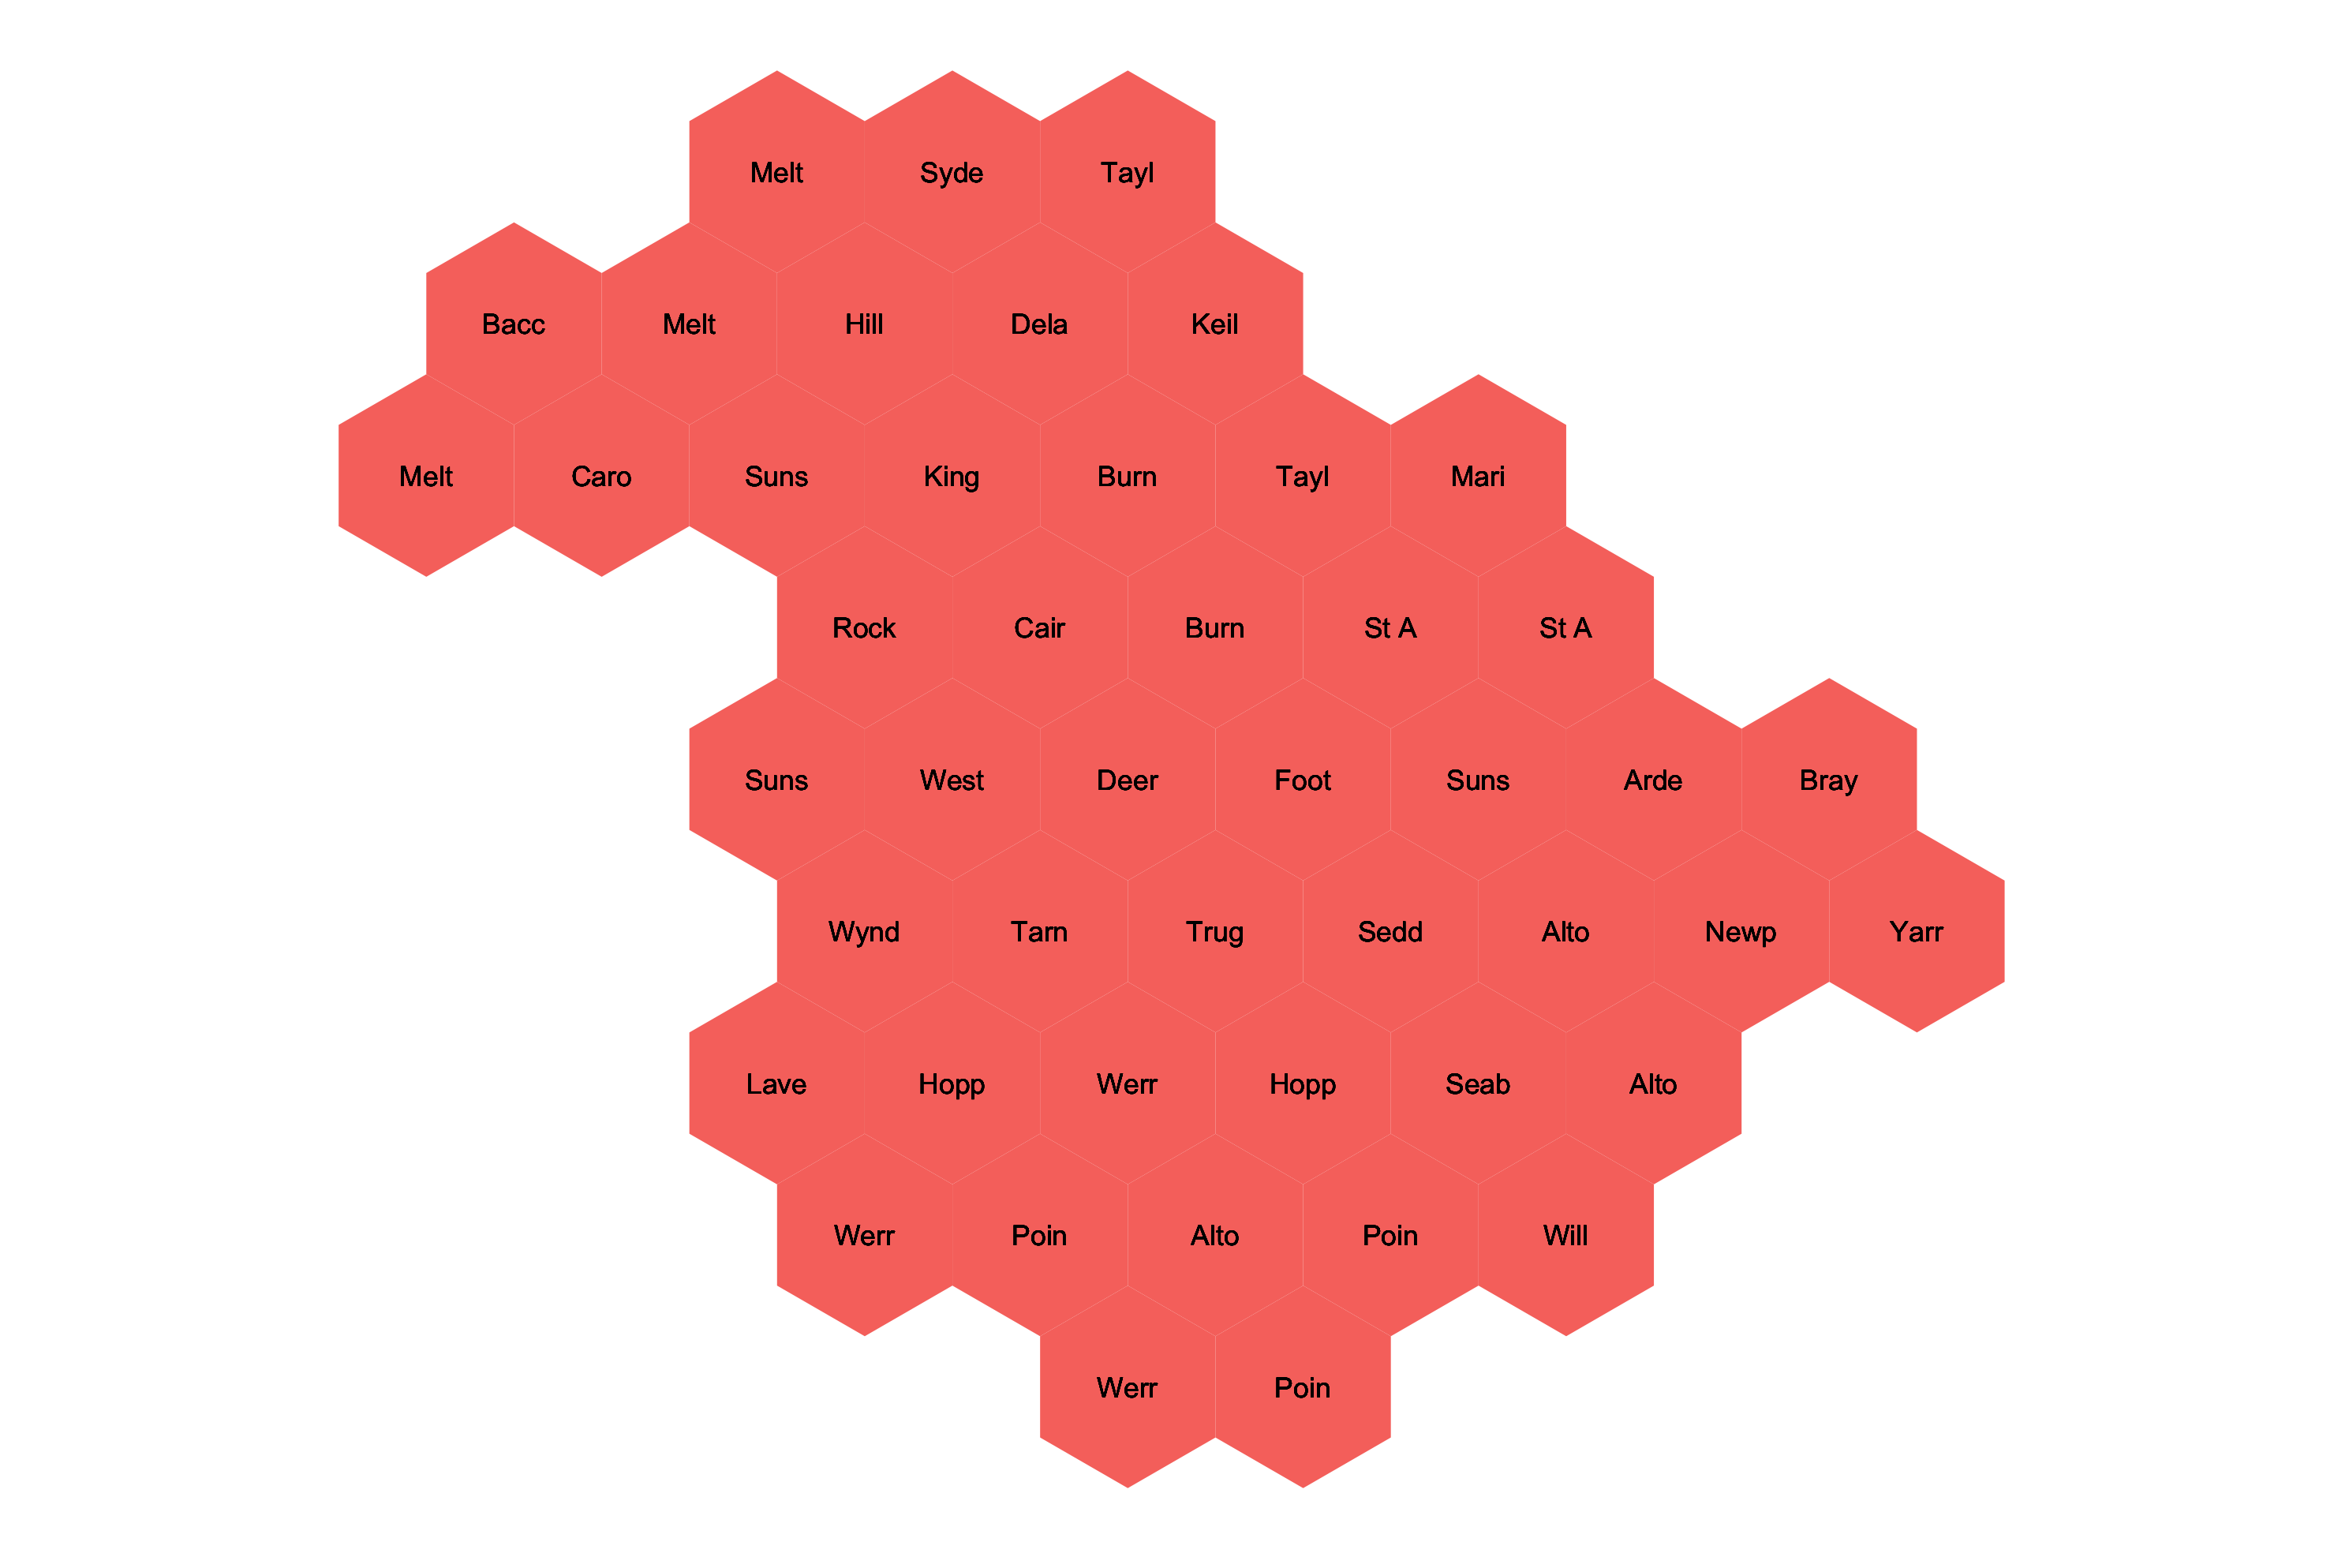 Melt Syde Tayl
Bacc Melt Hill Dela Keil
Melt Caro Suns King Burn Tayl Mari
Rock Cair Burn St A St A
Suns West Deer Foot Suns Arde Bray
Wynd Tarn Trug Sedd Alto Newp Yarr
Lave Hopp Werr Hopp Seab Alto
Werr Poin Alto Poin Will
Werr Poin